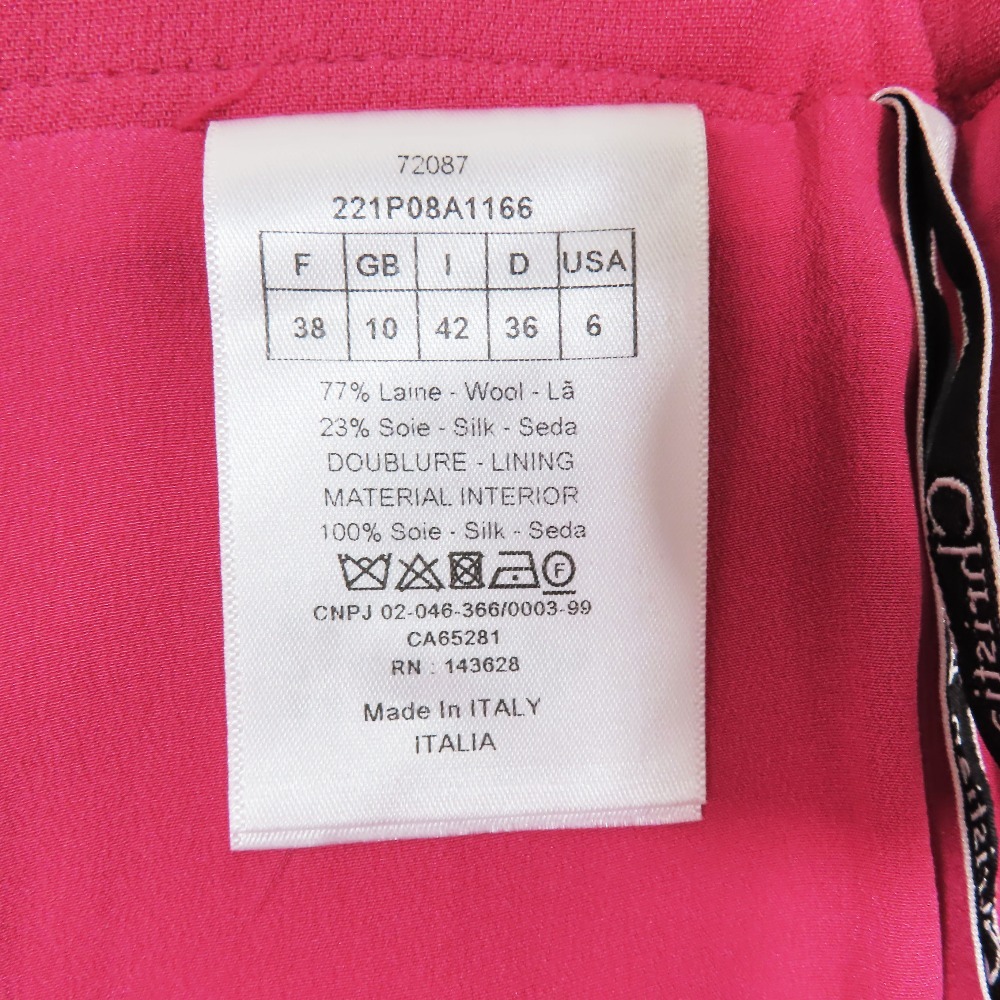 72087
221P08A1166
F GB I D USA
38 10 42 36 6
77% Laine - Wool - Lã
23% Soie - Silk - Seda
DOUBLURE - LINING
MATERIAL INTERIOR
100% Soie - Silk - Seda
F
CNPJ 02-046-366/0003-99
CA65281
RN : 143628
Made In ITALY
ITALIA